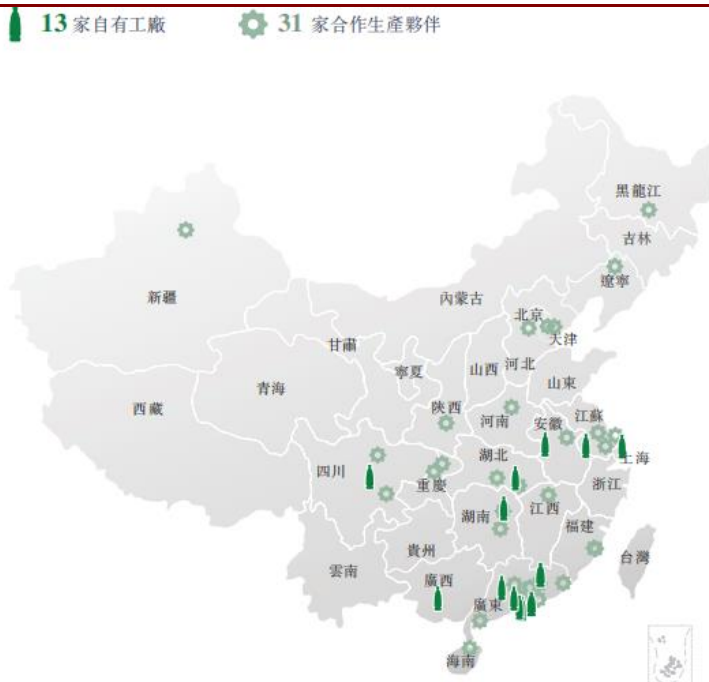 13 家自有工廠
31 家合作生產夥伴
黑龍江
吉林
遼寧
新疆
內蒙古
北京
天津
甘肅
寧夏
山西
河北
山東
青海
西藏
陝西
河南
安徽
江蘇
上海
四川
重慶
湖北
浙江
湖南
江西
福建
貴州
雲南
台灣
廣西
廣東
海南